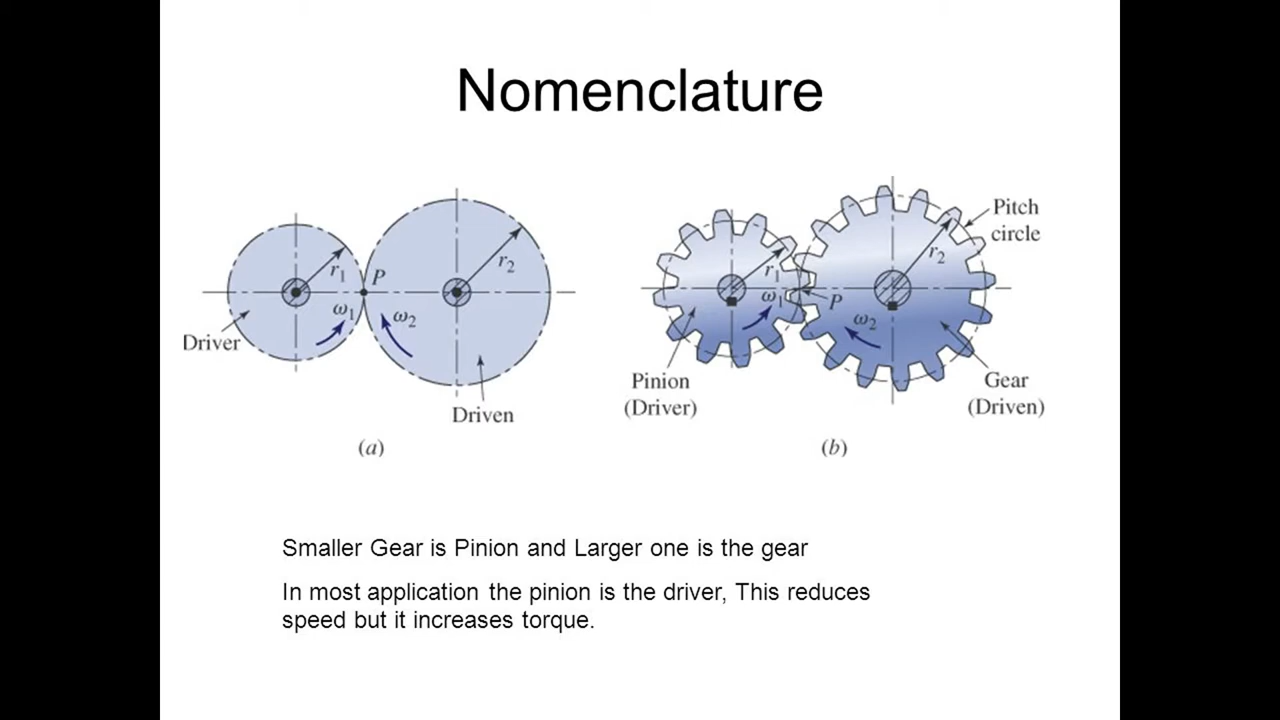 Nomenclature
r1
P
r2
ω1
ω2
Driver
Driven
(a)
Pitch
circle
r2
r1
ω1
P
ω2
Pinion
(Driver)
Gear
(Driven)
(b)
Smaller Gear is Pinion and Larger one is the gear
In most application the pinion is the driver, This reduces
speed but it increases torque.